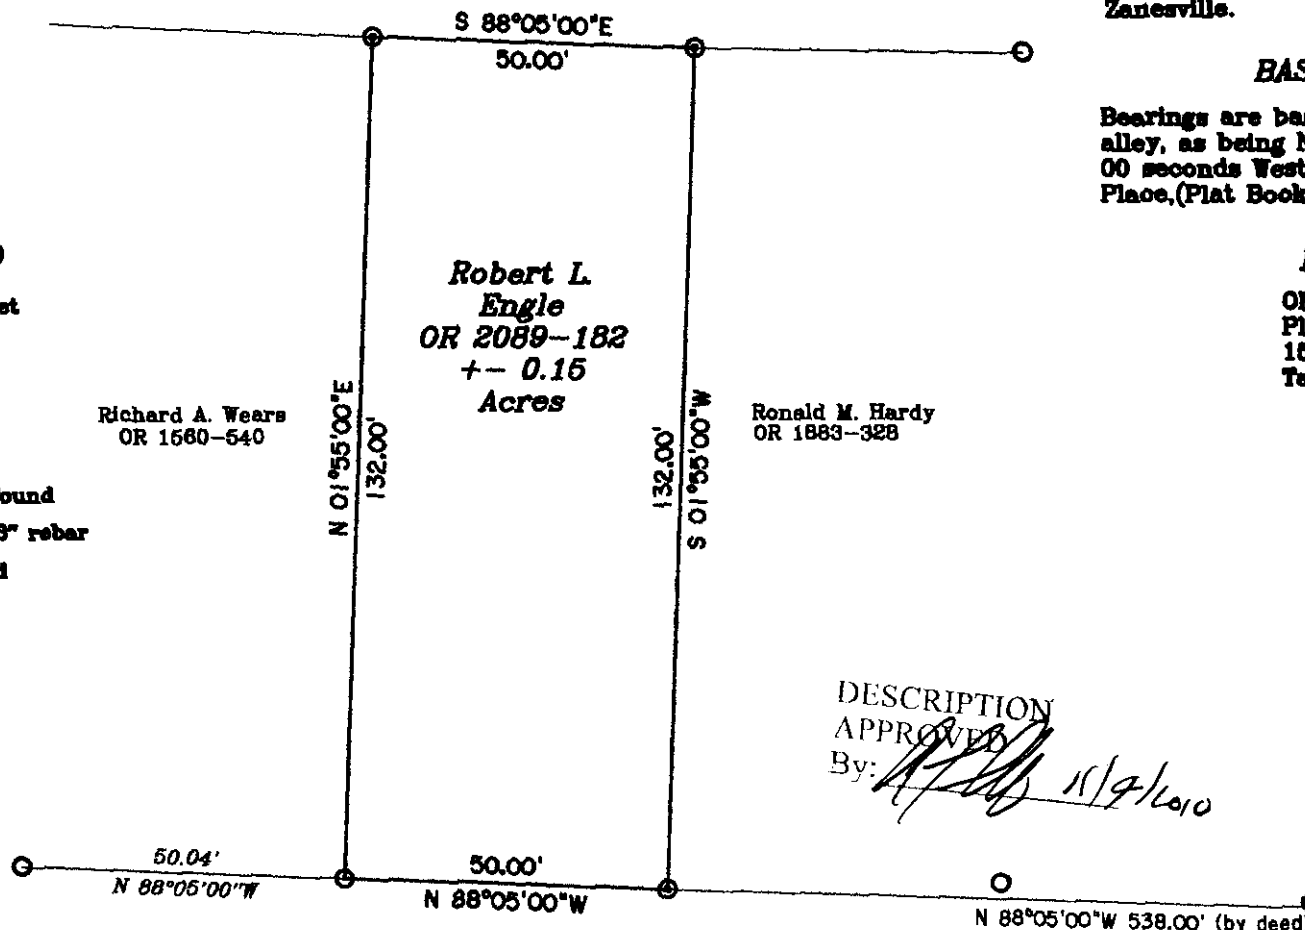 Zanesville.
S 88°05'00"E
50.00'
Bearings are
alley, as being
00 seconds West
Place,(Plat Book
Robert L.
Engle
OR 2089-182
+- 0.15
Acres
Richard A. Wears
OR 1560-540
N 01°55'00"E
132.00'
132.00'
S 01°55'00"W
Ronald M. Hardy
OR 1883-328
rebar
DESCRIPTION
APPROVED
By:
50.04'
N 88°05'00"W
50.00'
N 88°05'00"W
N 88°05'00"W 538.00' (by deed)